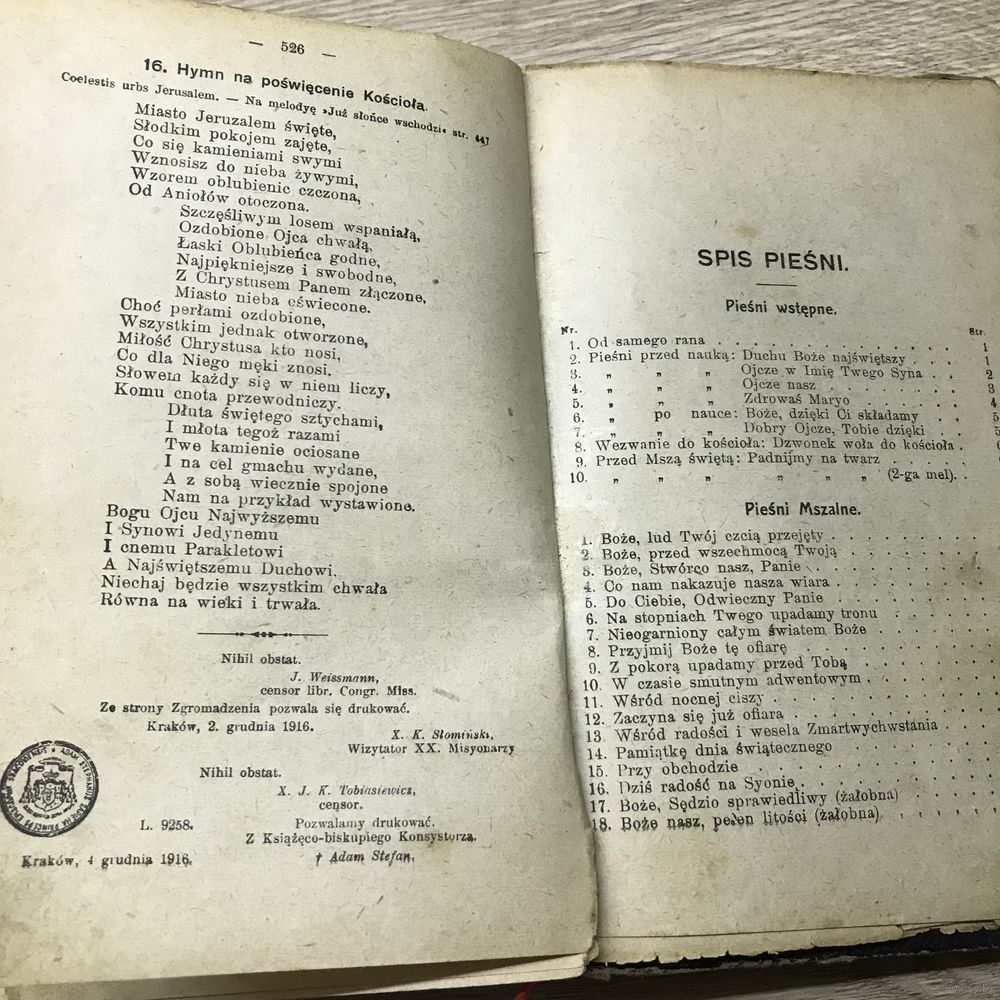 — 526 —
16. Hymn na poświęcenie Kościoła.
Coelestis urbs Jerusalem. — Na melodyę »Już słońce wschodzi« str. 447
Miasto Jeruzalem święte,
Słodkim pokojem zajęte,
Co się kamieniami swymi
Wznosisz do nieba żywymi,
Wzorem oblubienic czczona,
Od Aniołów otoczona.
Szczęśliwym losem wspaniałą,
Ozdobione Ojca chwałą,
Łaski Oblubieńca godne,
Najpiękniejsze i swobodne,
Z Chrystusem Panem złączone,
Miasto nieba oświecone.
Choć perłami ozdobione,
Wszystkim jednak otworzone,
Miłość Chrystusa kto nosi,
Co dla Niego męki znosi.
Słowem każdy się w niem liczy,
Komu cnota przewodniczy.
Dłuta świętego sztychami,
I młota tegoż razami
Twe kamienie ociosane
I na cel gmachu wydane,
A z sobą wiecznie spojone
Nam na przykład wystawione.
Bogu Ojcu Najwyższemu
I Synowi Jedynemu
I cnemu Parakletowi
A Najświętszemu Duchowi.
Niechaj będzie wszystkim chwała
Równa na wieki i trwała.
Nihil obstat.
J. Weissmann,
censor libr. Congr. Miss.
Ze strony Zgromadzenia pozwala się drukować.
Kraków, 2. grudnia 1916.
X. K. Słomiński,
Wizytator XX. Misyonarzy
Nihil obstat.
X. J. K. Tobiasiewicz,
censor.
L. 9258.
Pozwalamy drukować.
Z Książęco-biskupiego Konsystorza.
Kraków, 4 grudnia 1916.
† Adam Stefan.
SPIS PIEŚNI.
Pieśni wstępne.
Nr. Str.
1. Od samego rana . . . 1
2. Pieśni przed nauką: Duchu Boże najświętszy . . . 1
3. „ „ „ Ojcze w Imię Twego Syna . . 2
4. „ „ „ Ojcze nasz . . . 3
5. „ „ „ Zdrowaś Maryo . . . 4
6. „ po nauce: Boże, dzięki Ci składamy . . . 5
7. „ „ „ Dobry Ojcze, Tobie dzięki . . 5
8. Wezwanie do kościoła: Dzwonek woła do kościoła .
9. Przed Mszą świętą: Padnijmy na twarz . . .
10. „ „ „ „ „ „ (2-ga mel). .
Pieśni Mszalne.
1. Boże, lud Twój czcią przejęty . . .
2. Boże, przed wszechmocą Twoją . . .
3. Boże, Stwórco nasz, Panie . . .
4. Co nam nakazuje nasza wiara . . .
5. Do Ciebie, Odwieczny Panie . . .
6. Na stopniach Twego upadamy tronu . . .
7. Nieogarniony całym światem Boże . . .
8. Przyjmij Boże tę ofiarę . . .
9. Z pokorą upadamy przed Tobą . . .
10. W czasie smutnym adwentowym . . .
11. Wśród nocnej ciszy . . .
12. Zaczyna się już ofiara . . .
13. Wśród radości i wesela Zmartwychwstania
14. Pamiątkę dnia świątecznego . . .
15. Przy obchodzie . . .
16. Dziś radość na Syonie . . .
17. Boże, Sędzio sprawiedliwy (żałobna) . . .
18. Boże nasz, pełen litości (żałobna) . . .